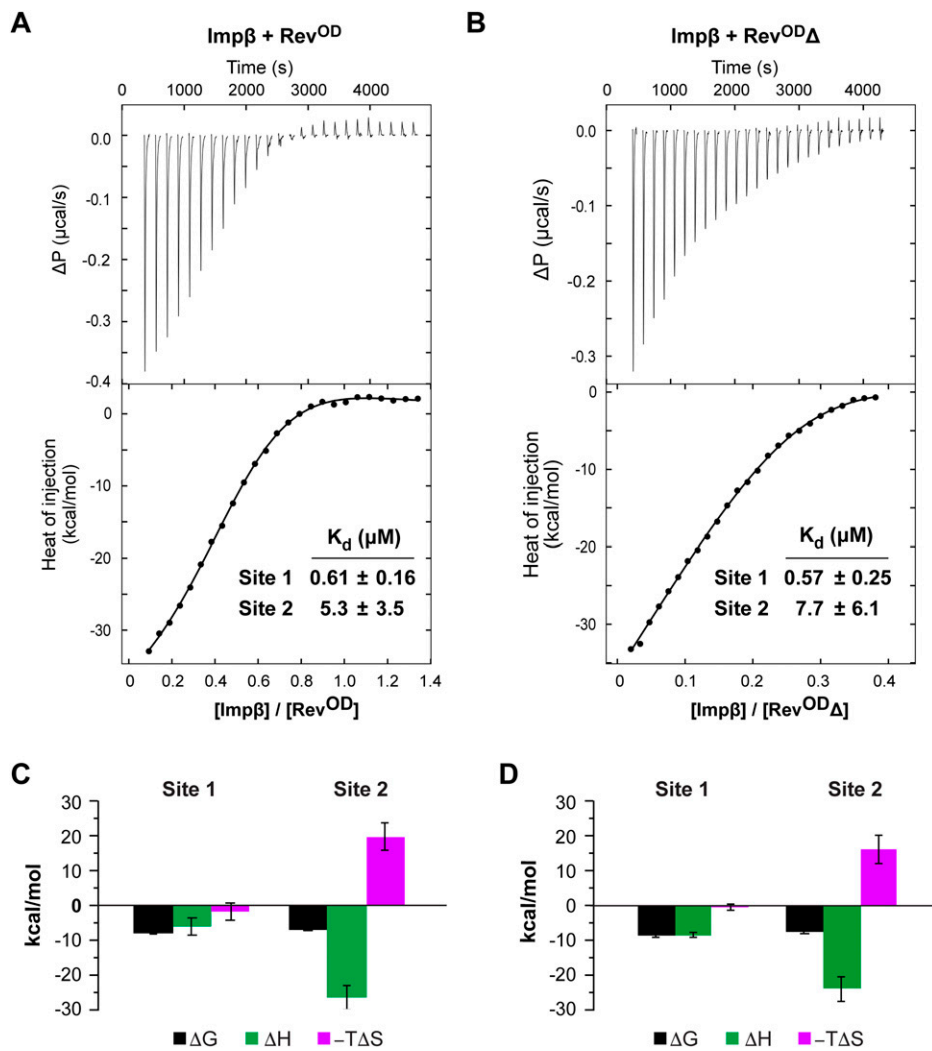 A
Impβ + Rev^OD
Time (s)
0 1000 2000 3000 4000
0.0
-0.1
-0.2
-0.3
-0.4
ΔP (µcal/s)
0
-10
-20
-30
Heat of injection
(kcal/mol)
K_d (µM)
Site 1 0.61 ± 0.16
Site 2 5.3 ± 3.5
0 0.2 0.4 0.6 0.8 1.0 1.2 1.4
[Impβ] / [Rev^OD]
B
Impβ + Rev^ODΔ
Time (s)
0 1000 2000 3000 4000
0.0
-0.1
-0.2
-0.3
ΔP (µcal/s)
0
-10
-20
-30
Heat of injection
(kcal/mol)
K_d (µM)
Site 1 0.57 ± 0.25
Site 2 7.7 ± 6.1
0 0.1 0.2 0.3 0.4
[Impβ] / [Rev^ODΔ]
C
Site 1 Site 2
30
20
10
0
-10
-20
-30
kcal/mol
ΔG ΔH –TΔS
D
Site 1 Site 2
30
20
10
0
-10
-20
-30
kcal/mol
ΔG ΔH –TΔS